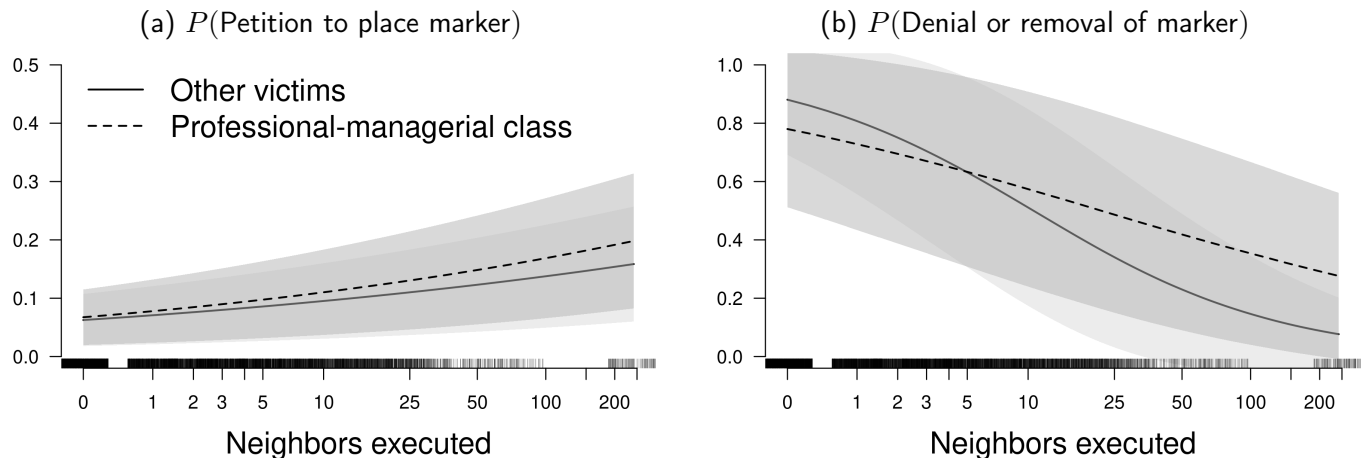 (a) P(Petition to place marker)
0.5
0.4
0.3
0.2
0.1
0.0
Other victims
Professional-managerial class
0 1 2 3 5 10 25 50 100 200
Neighbors executed
(b) P(Denial or removal of marker)
1.0
0.8
0.6
0.4
0.2
0.0
0 1 2 3 5 10 25 50 100 200
Neighbors executed